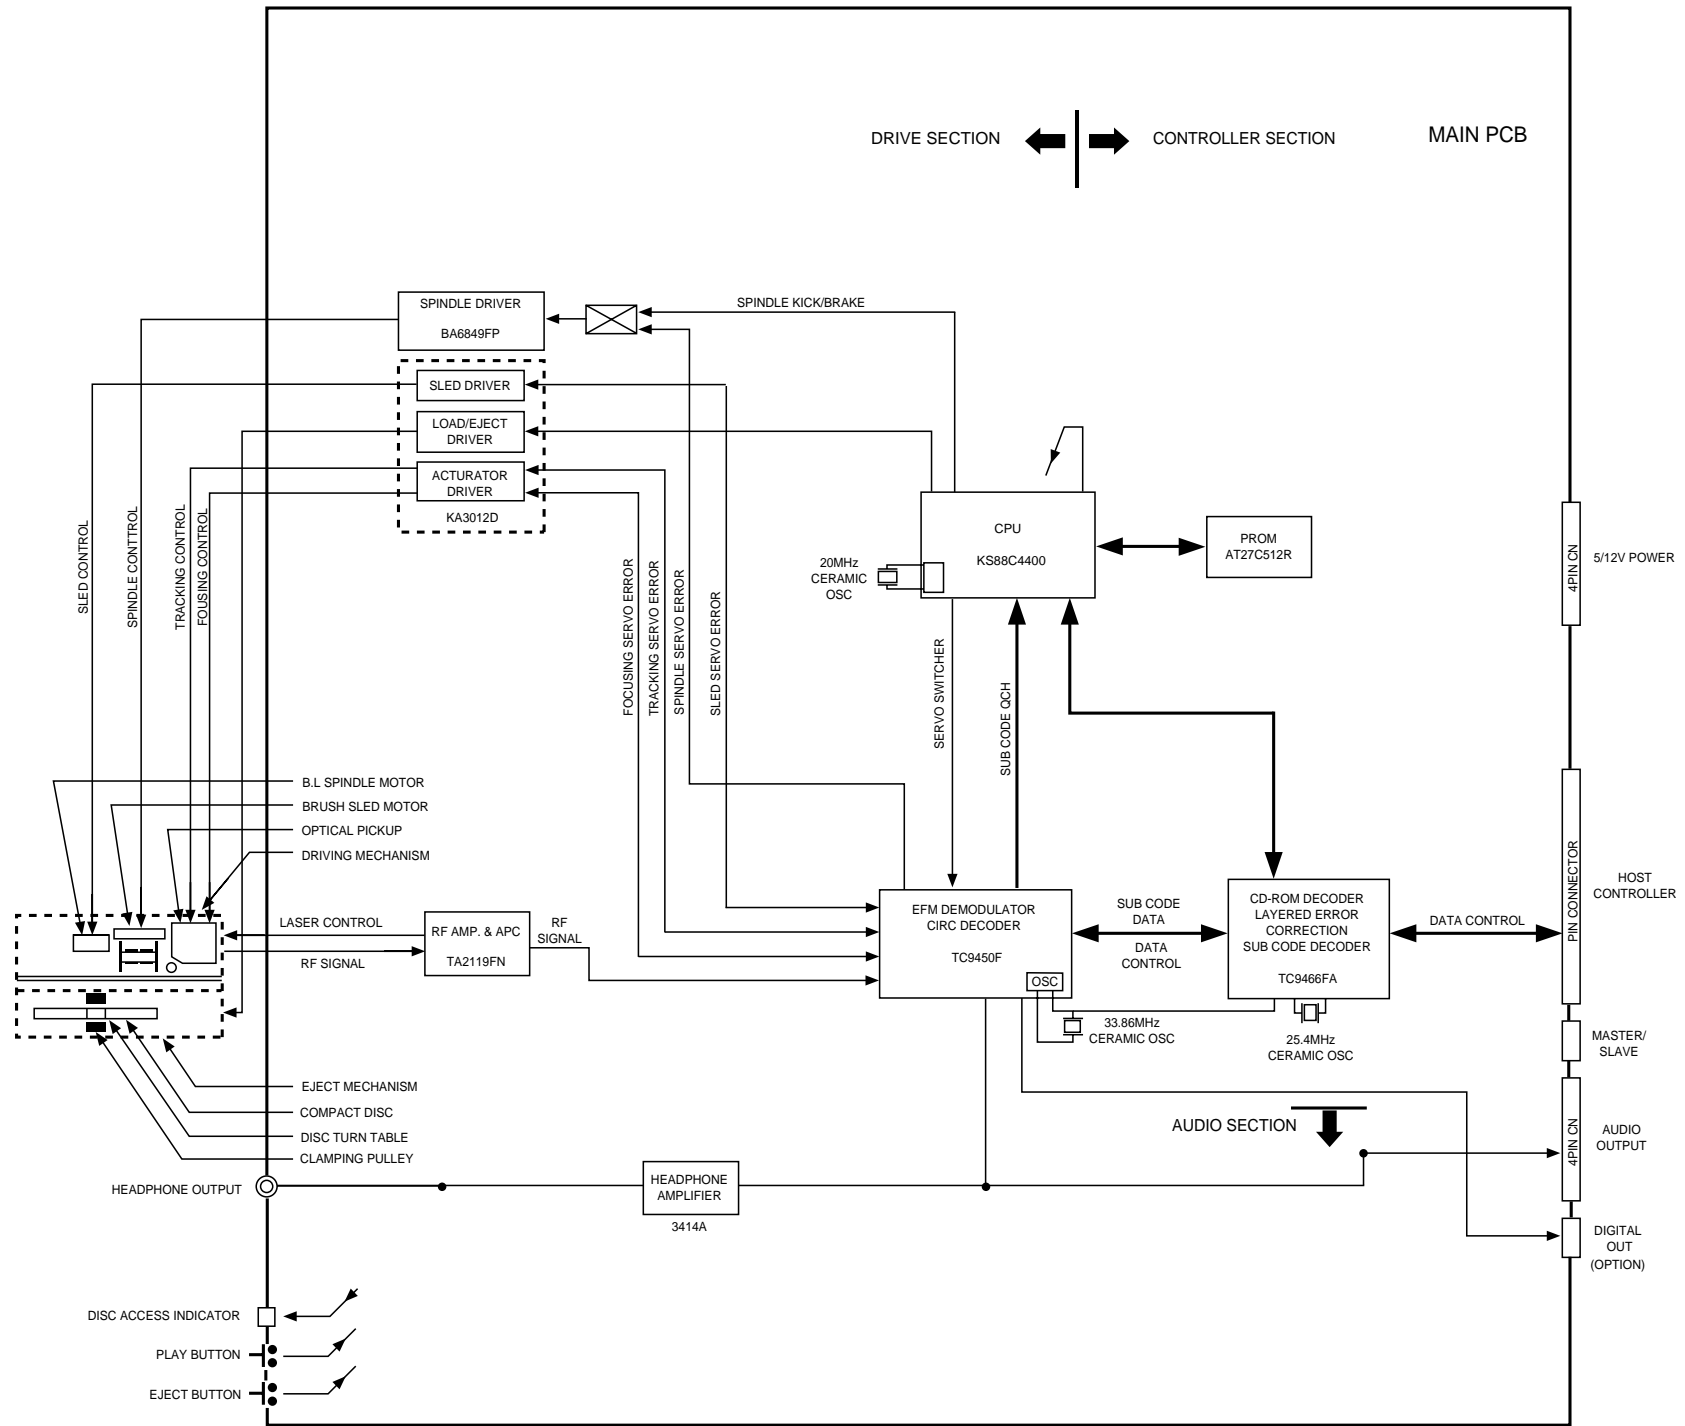 DRIVE SECTION
CONTROLLER SECTION
MAIN PCB
SPINDLE DRIVER
BA6849FP
SPINDLE KICK/BRAKE
SLED DRIVER
LOAD/EJECT
DRIVER
ACTURATOR
DRIVER
KA3012D
SLED CONTROL
SPINDLE CONTTROL
TRACKING CONTROL
FOUSING CONTROL
FOCUSING SERVO ERROR
TRACKING SERVO ERROR
SPINDLE SERVO ERROR
SLED SERVO ERROR
CPU
KS88C4400
20MHz
CERAMIC
OSC
PROM
AT27C512R
4PIN CN
5/12V POWER
SERVO SWITCHER
SUB CODE QCH
B.L SPINDLE MOTOR
BRUSH SLED MOTOR
OPTICAL PICKUP
DRIVING MECHANISM
LASER CONTROL
RF SIGNAL
RF AMP. & APC
TA2119FN
RF
SIGNAL
EFM DEMODULATOR
CIRC DECODER
TC9450F
OSC
SUB CODE
DATA
DATA
CONTROL
CD-ROM DECODER
LAYERED ERROR
CORRECTION
SUB CODE DECODER
TC9466FA
DATA CONTROL
PIN CONNECTOR
HOST
CONTROLLER
33.86MHz
CERAMIC OSC
25.4MHz
CERAMIC OSC
MASTER/
SLAVE
EJECT MECHANISM
COMPACT DISC
DISC TURN TABLE
CLAMPING PULLEY
AUDIO SECTION
4PIN CN
AUDIO
OUTPUT
HEADPHONE OUTPUT
HEADPHONE
AMPLIFIER
3414A
DIGITAL
OUT
(OPTION)
DISC ACCESS INDICATOR
PLAY BUTTON
EJECT BUTTON